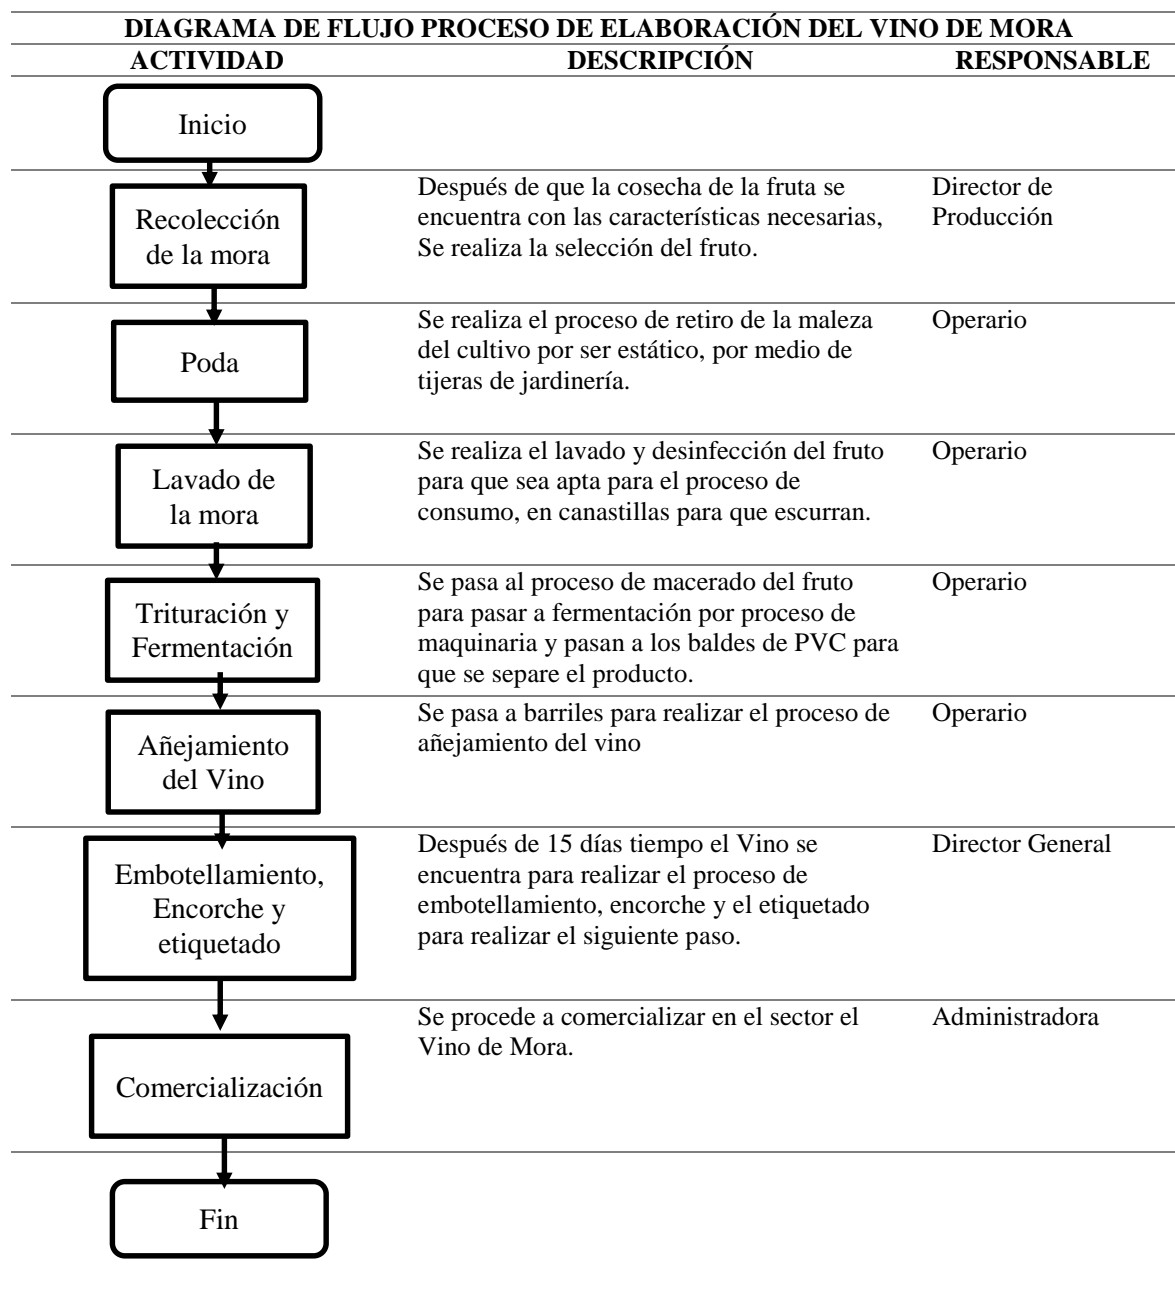 DIAGRAMA DE FLUJO PROCESO DE ELABORACIÓN DEL VINO DE MORA
ACTIVIDAD DESCRIPCIÓN RESPONSABLE
Inicio
Recolección
de la mora
Después de que la cosecha de la fruta se
encuentra con las características necesarias,
Se realiza la selección del fruto.
Director de
Producción
Poda
Se realiza el proceso de retiro de la maleza
del cultivo por ser estático, por medio de
tijeras de jardinería.
Operario
Lavado de
la mora
Se realiza el lavado y desinfección del fruto
para que sea apta para el proceso de
consumo, en canastillas para que escurran.
Operario
Trituración y
Fermentación
Se pasa al proceso de macerado del fruto
para pasar a fermentación por proceso de
maquinaria y pasan a los baldes de PVC para
que se separe el producto.
Operario
Añejamiento
del Vino
Se pasa a barriles para realizar el proceso de
añejamiento del vino
Operario
Embotellamiento,
Encorche y
etiquetado
Después de 15 días tiempo el Vino se
encuentra para realizar el proceso de
embotellamiento, encorche y el etiquetado
para realizar el siguiente paso.
Director General
Comercialización
Se procede a comercializar en el sector el
Vino de Mora.
Administradora
Fin